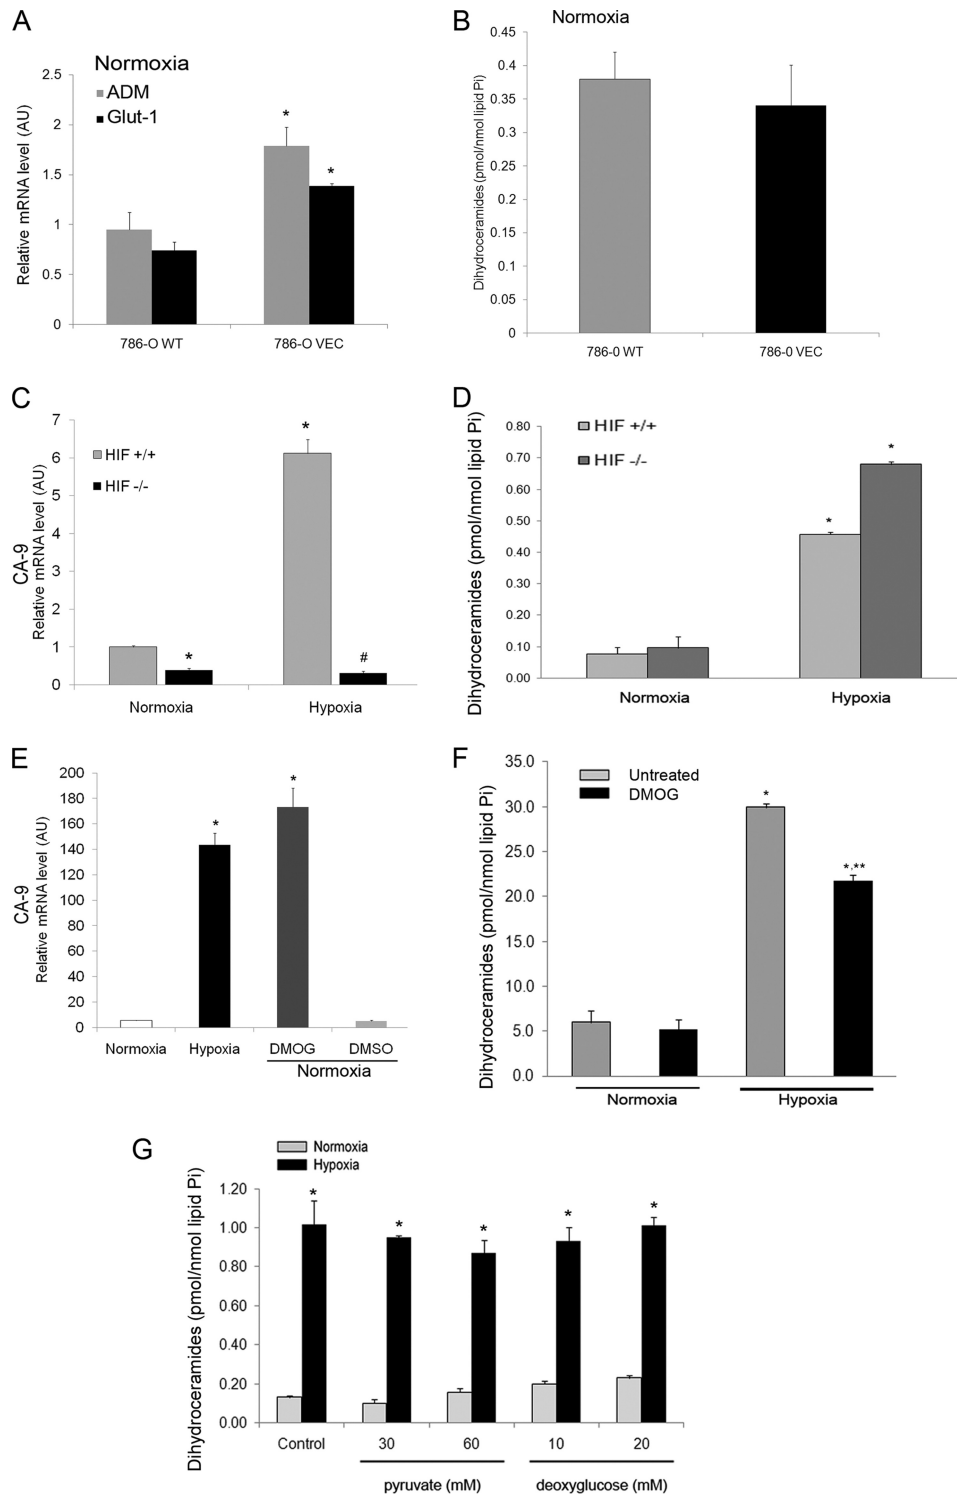 A
Normoxia
ADM
Glut-1
Relative mRNA level (AU)
2.5
2
1.5
1
0.5
0
*
*
786-O WT
786-O VEC
B
Normoxia
Dihydroceramides (pmol/nmol lipid Pi)
0.45
0.4
0.35
0.3
0.25
0.2
0.15
0.1
0.05
0
786-0 WT
786-0 VEC
C
CA-9
Relative mRNA level (AU)
7
6
5
4
3
2
1
0
HIF +/+
HIF -/-
*
*
#
Normoxia
Hypoxia
D
Dihydroceramides (pmol/nmol lipid Pi)
0.80
0.70
0.60
0.50
0.40
0.30
0.20
0.10
0.00
HIF +/+
HIF -/-
*
*
Normoxia
Hypoxia
E
CA-9
Relative mRNA level (AU)
200
180
160
140
120
100
80
60
40
20
0
*
*
Normoxia
Hypoxia
DMOG
DMSO
Normoxia
F
Dihydroceramides (pmol/nmol lipid Pi)
35.0
30.0
25.0
20.0
15.0
10.0
5.0
0.0
Untreated
DMOG
*
*,**
Normoxia
Hypoxia
G
Normoxia
Hypoxia
Dihydroceramides (pmol/nmol lipid Pi)
1.20
1.00
0.80
0.60
0.40
0.20
0.00
*
*
*
*
*
Control
30
60
10
20
pyruvate (mM)
deoxyglucose (mM)